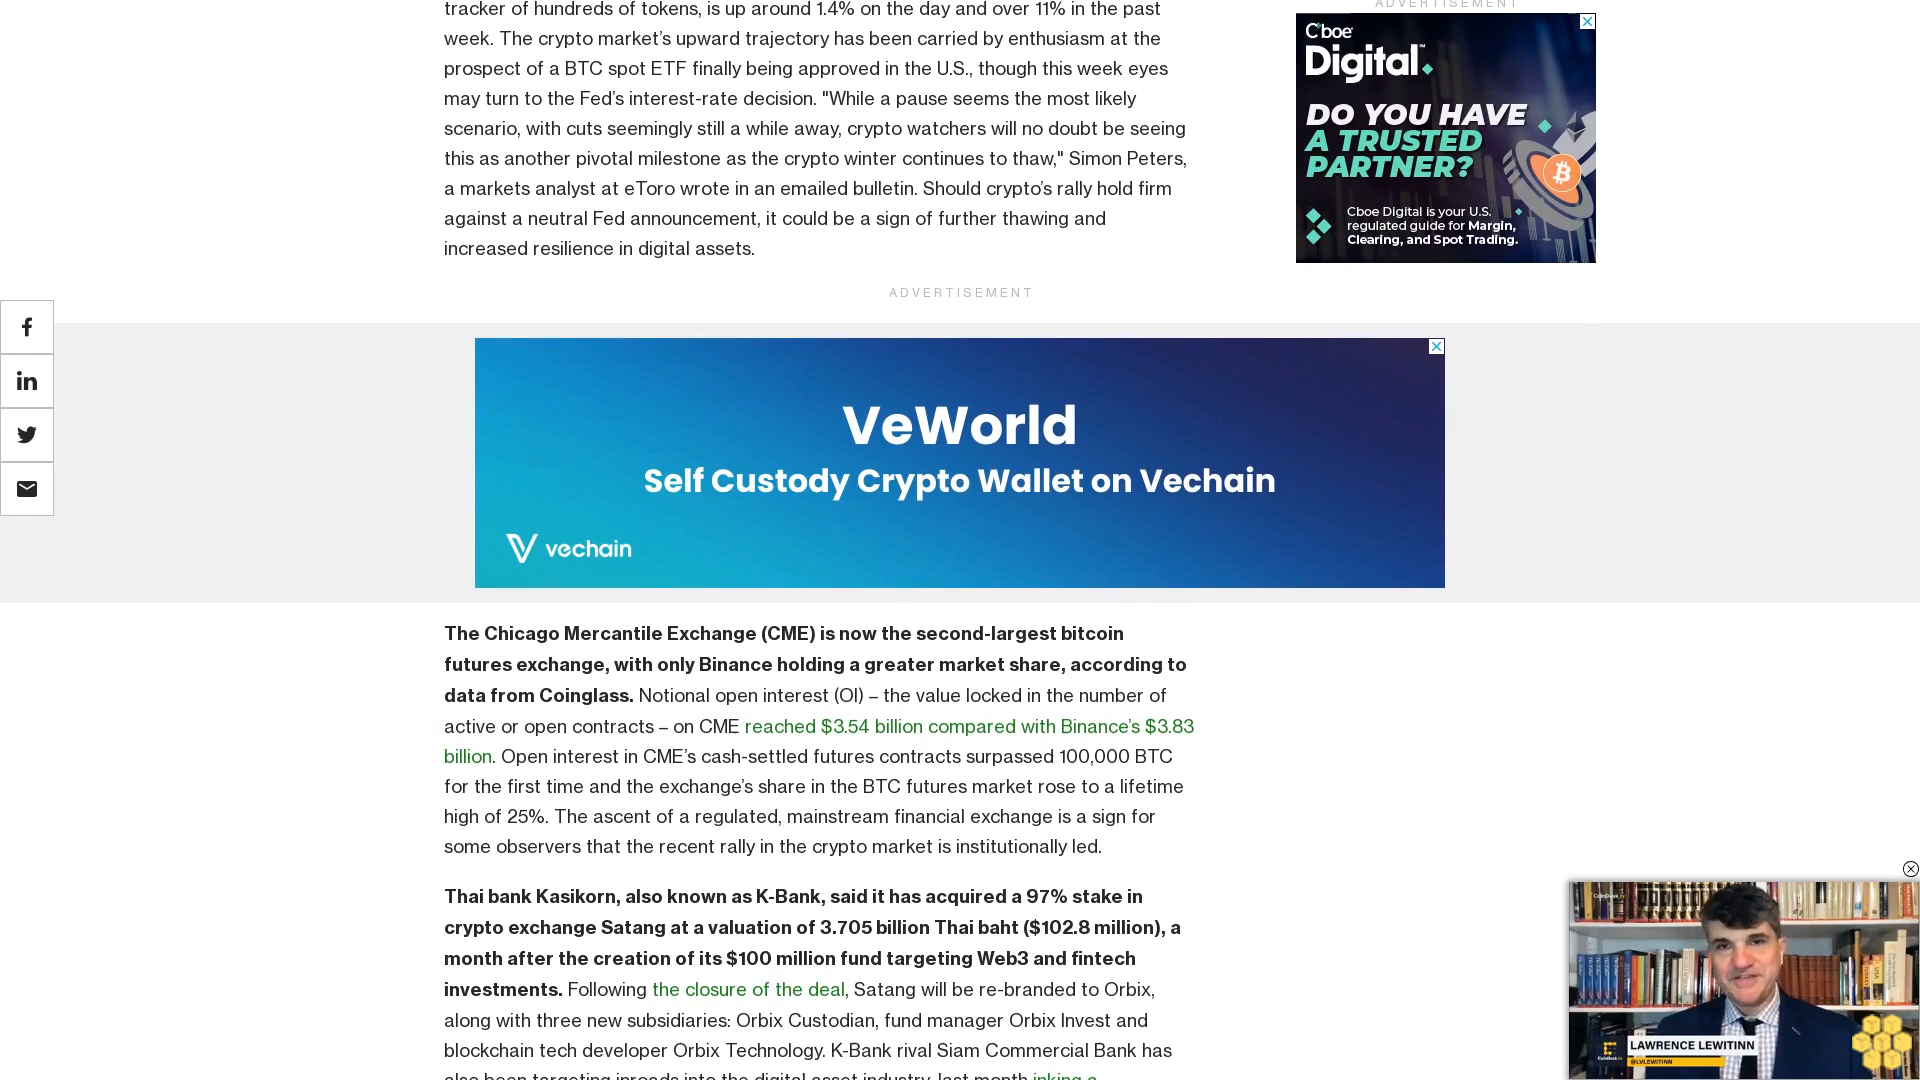 tracker of hundreds of tokens, is up around 1.4% on the day and over 11% in the past
week. The crypto market’s upward trajectory has been carried by enthusiasm at the
prospect of a BTC spot ETF finally being approved in the U.S., though this week eyes
may turn to the Fed’s interest-rate decision. "While a pause seems the most likely
scenario, with cuts seemingly still a while away, crypto watchers will no doubt be seeing
this as another pivotal milestone as the crypto winter continues to thaw," Simon Peters,
a markets analyst at eToro wrote in an emailed bulletin. Should crypto’s rally hold firm
against a neutral Fed announcement, it could be a sign of further thawing and
increased resilience in digital assets.
ADVERTISEMENT
Cboe
Digital™
DO YOU HAVE
A TRUSTED
PARTNER?
Cboe Digital is your U.S.
regulated guide for Margin,
Clearing, and Spot Trading.
ADVERTISEMENT
VeWorld
Self Custody Crypto Wallet on Vechain
vechain
The Chicago Mercantile Exchange (CME) is now the second-largest bitcoin
futures exchange, with only Binance holding a greater market share, according to
data from Coinglass. Notional open interest (OI) – the value locked in the number of
active or open contracts – on CME reached $3.54 billion compared with Binance’s $3.83
billion. Open interest in CME’s cash-settled futures contracts surpassed 100,000 BTC
for the first time and the exchange’s share in the BTC futures market rose to a lifetime
high of 25%. The ascent of a regulated, mainstream financial exchange is a sign for
some observers that the recent rally in the crypto market is institutionally led.
Thai bank Kasikorn, also known as K-Bank, said it has acquired a 97% stake in
crypto exchange Satang at a valuation of 3.705 billion Thai baht ($102.8 million), a
month after the creation of its $100 million fund targeting Web3 and fintech
investments. Following the closure of the deal, Satang will be re-branded to Orbix,
along with three new subsidiaries: Orbix Custodian, fund manager Orbix Invest and
blockchain tech developer Orbix Technology. K-Bank rival Siam Commercial Bank has
also been targeting inroads into the digital asset industry, last month inking a
LAWRENCE LEWITINN
@LVLEWITINN